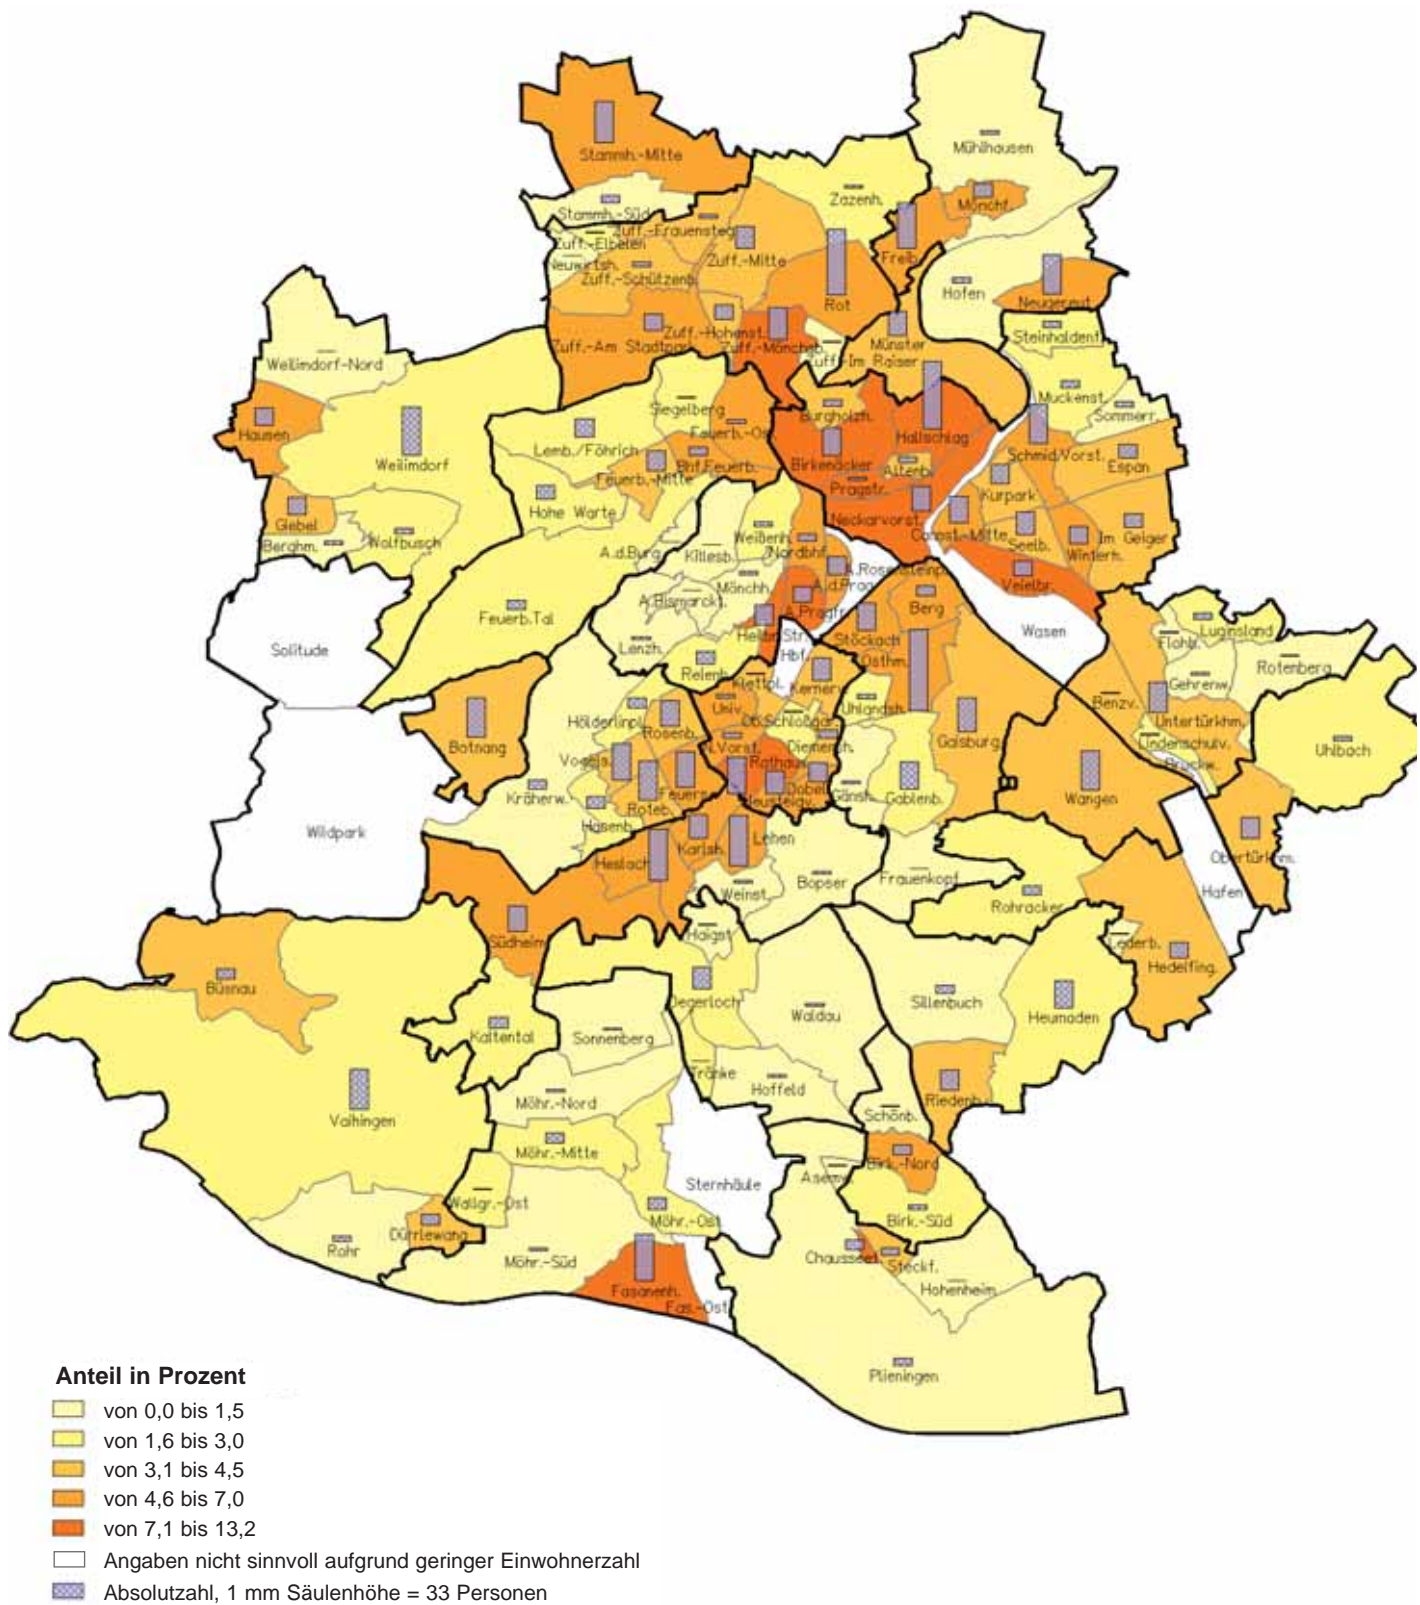 Mühlhausen
Stammh.-Mitte
Zazenh.
Möncht.
Stammh.-Süd
Zuff.-Frauensteg
Zuff.-Elbelen
Neuwirtsh.
Zuff.-Mitte
Freib.
Zuff.-Schützenb.
Hofen
Rot
Neugereut
Zuff.-Hohenst.
Münster
Steinhaldenf.
Zuff.-Am Stadtpark
Zuff.-Mönchsb.
Zuff.-Im Raiser
Weilimdorf-Nord
Muckenst.
Siegelberg
Burgholzh.
Sommerr.
Hausen
Feuerb.-Ost
Hallschlag
Lemb./Föhrich
Schmid.Vorst.
Espan
Weilimdorf
Bhf.Feuerb.
Birkenäcker
Altenb.
Feuerb.-Mitte
Pragstr.
Kurpark
Giebel
Hohe Warte
Neckarvorst.
Cannst.-Mitte
Im Geiger
Wolfbusch
Weißenh.
Seelb.
Winterh.
Bergh.
A.d.Burg
Killesb.
Nordbhf.
A.Rosensteinp.
Veielbr.
Mönchh.
A.d.Prag
A.Bismarckt.
A.Pragfr.
Berg
Feuerb.Tal
Wasen
Luginsland
Heilbr.Str.
Stöckach
Flohb.
Solitude
Lenzh.
Hbf.
Osthm.
Rotenberg
Relenb.
Gehrenw.
Klettpl.
Kernerv.
Benzv.
Hölderlinpl.
Univ.
Uhlandsh.
Untertürkhm.
Rosenb.
Ob.Schloßgar.
Botnang
Diemersh.
Gaisburg
Lindenschulv.
Uhlbach
Vogels.
N.Vorst.
Rathaus
Bruckw.
Kräherw.
Feuers.
Dobel
Gänsh.
Gablenb.
Wangen
Roteb.
Heusteigv.
Hasenb.
Wildpark
Lehen
Karlsh.
Obertürkhm.
Heslach
Bopser
Frauenkopf
Hafen
Weinst.
Rohracker
Haigst
Lederb.
Südheim
Hedelfing.
Büsnau
Degerloch
Sillenbuch
Waldau
Heumaden
Kaltental
Sonnenberg
Tränke
Hoffeld
Riedenb.
Möhr.-Nord
Schönb.
Vaihingen
Möhr.-Mitte
Birk.-Nord
Sternhäule
Asemw.
Wallgr.-Ost
Möhr.-Ost
Birk.-Süd
Dürrlewang
Rohr
Chausseef.
Steckf.
Möhr.-Süd
Fasanenh.
Hohenheim
Fas.-Ost
Plieningen
Anteil in Prozent
von 0,0 bis 1,5
von 1,6 bis 3,0
von 3,1 bis 4,5
von 4,6 bis 7,0
von 7,1 bis 13,2
Angaben nicht sinnvoll aufgrund geringer Einwohnerzahl
Absolutzahl, 1 mm Säulenhöhe = 33 Personen